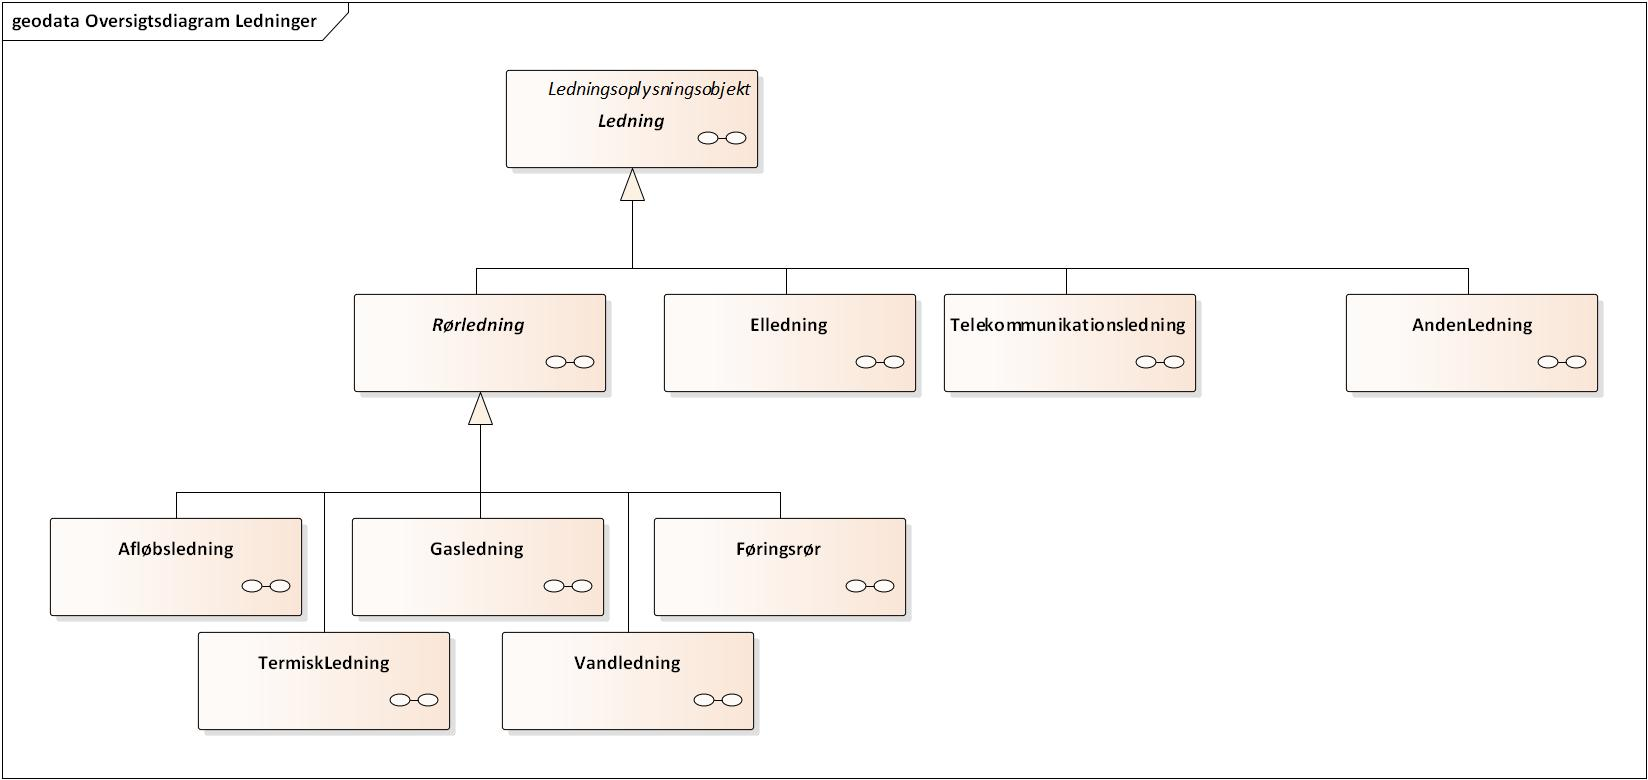 geodata Oversigtsdiagram Ledninger
Ledningsoplysningsobjekt
Ledning
Rørledning
Elledning
Telekommunikationsledning
AndenLedning
Afløbsledning
Gasledning
Føringsrør
TermiskLedning
Vandledning